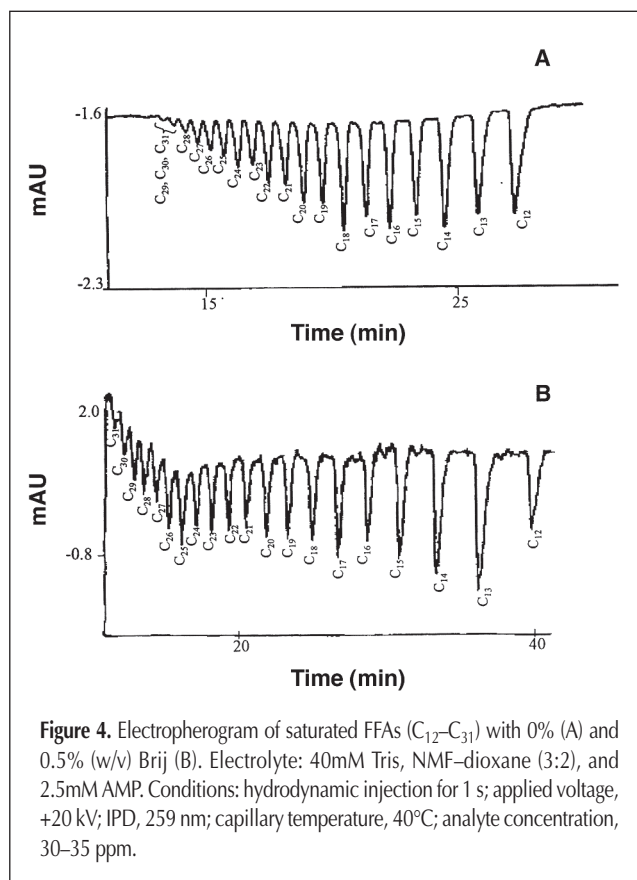 A
-1.6
mAU
-2.3
C₂₉, C₃₀, C₃₁
C₂₈
C₂₇
C₂₆
C₂₅
C₂₄
C₂₃
C₂₂
C₂₁
C₂₀
C₁₉
C₁₈
C₁₇
C₁₆
C₁₅
C₁₄
C₁₃
C₁₂
15
25
Time (min)
B
2.0
mAU
-0.8
C₃₁
C₃₀
C₂₉
C₂₈
C₂₇
C₂₆
C₂₅
C₂₄
C₂₃
C₂₂
C₂₁
C₂₀
C₁₉
C₁₈
C₁₇
C₁₆
C₁₅
C₁₄
C₁₃
C₁₂
20
40
Time (min)
Figure 4. Electropherogram of saturated FFAs (C₁₂–C₃₁) with 0% (A) and
0.5% (w/v) Brij (B). Electrolyte: 40mM Tris, NMF–dioxane (3:2), and
2.5mM AMP. Conditions: hydrodynamic injection for 1 s; applied voltage,
+20 kV; IPD, 259 nm; capillary temperature, 40°C; analyte concentration,
30–35 ppm.